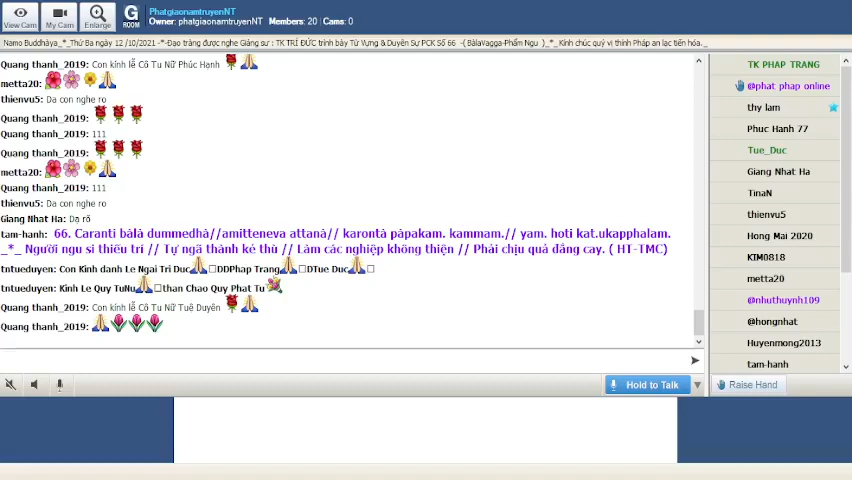 View Cam
My Cam
Enlarge
G
ROOM
PhatgiaonamtruyenNT
Owner: phatgiaonamtruyenNT Members: 20 Cams: 0
Namo Buddhàya_*_Thứ Ba ngày 12 /10/2021 -*-Đạo tràng được nghe Giảng sư : TK TRÍ ĐỨC trình bày Từ Vựng & Duyên Sự PCK Số 66 -( BàlaVagga-Phẩm Ngu )_*_Kính chúc quý vị thính Pháp an lạc tiến hóa._
Quang thanh_2019: Con kính lễ Cô Tu Nữ Phúc Hạnh
metta20:
thienvu5: Da con nghe ro
Quang thanh_2019:
Quang thanh_2019: 111
Quang thanh_2019:
metta20:
Quang thanh_2019: 111
thienvu5: Da con nghe ro
Giang Nhat Ha: Dạ rõ
tam-hanh: 66. Caranti bàlà dummedhà//amitteneva attanà// karontà pàpakam. kammam.// yam. hoti kat.ukapphalam.
_*_ Người ngu si thiếu trí // Tự ngã thành kẻ thù // Làm các nghiệp không thiện // Phải chịu quả đắng cay. ( HT-TMC)
tntueduyen: Con Kinh danh Le Ngai Tri Duc DDPhap Trang DTue Duc
tntueduyen: Kinh Le Quy TuNu than Chao Quy Phat Tu
Quang thanh_2019: Con kính lễ Cô Tu Nữ Tuệ Duyên
Quang thanh_2019:
Hold to Talk
TK PHAP TRANG
@phat phap online
thy lam
Phuc Hanh 77
Tue_Duc
Giang Nhat Ha
TinaN
thienvu5
Hong Mai 2020
KIM0818
metta20
@nhuthuynh109
@hongnhat
Huyenmong2013
tam-hanh
Raise Hand